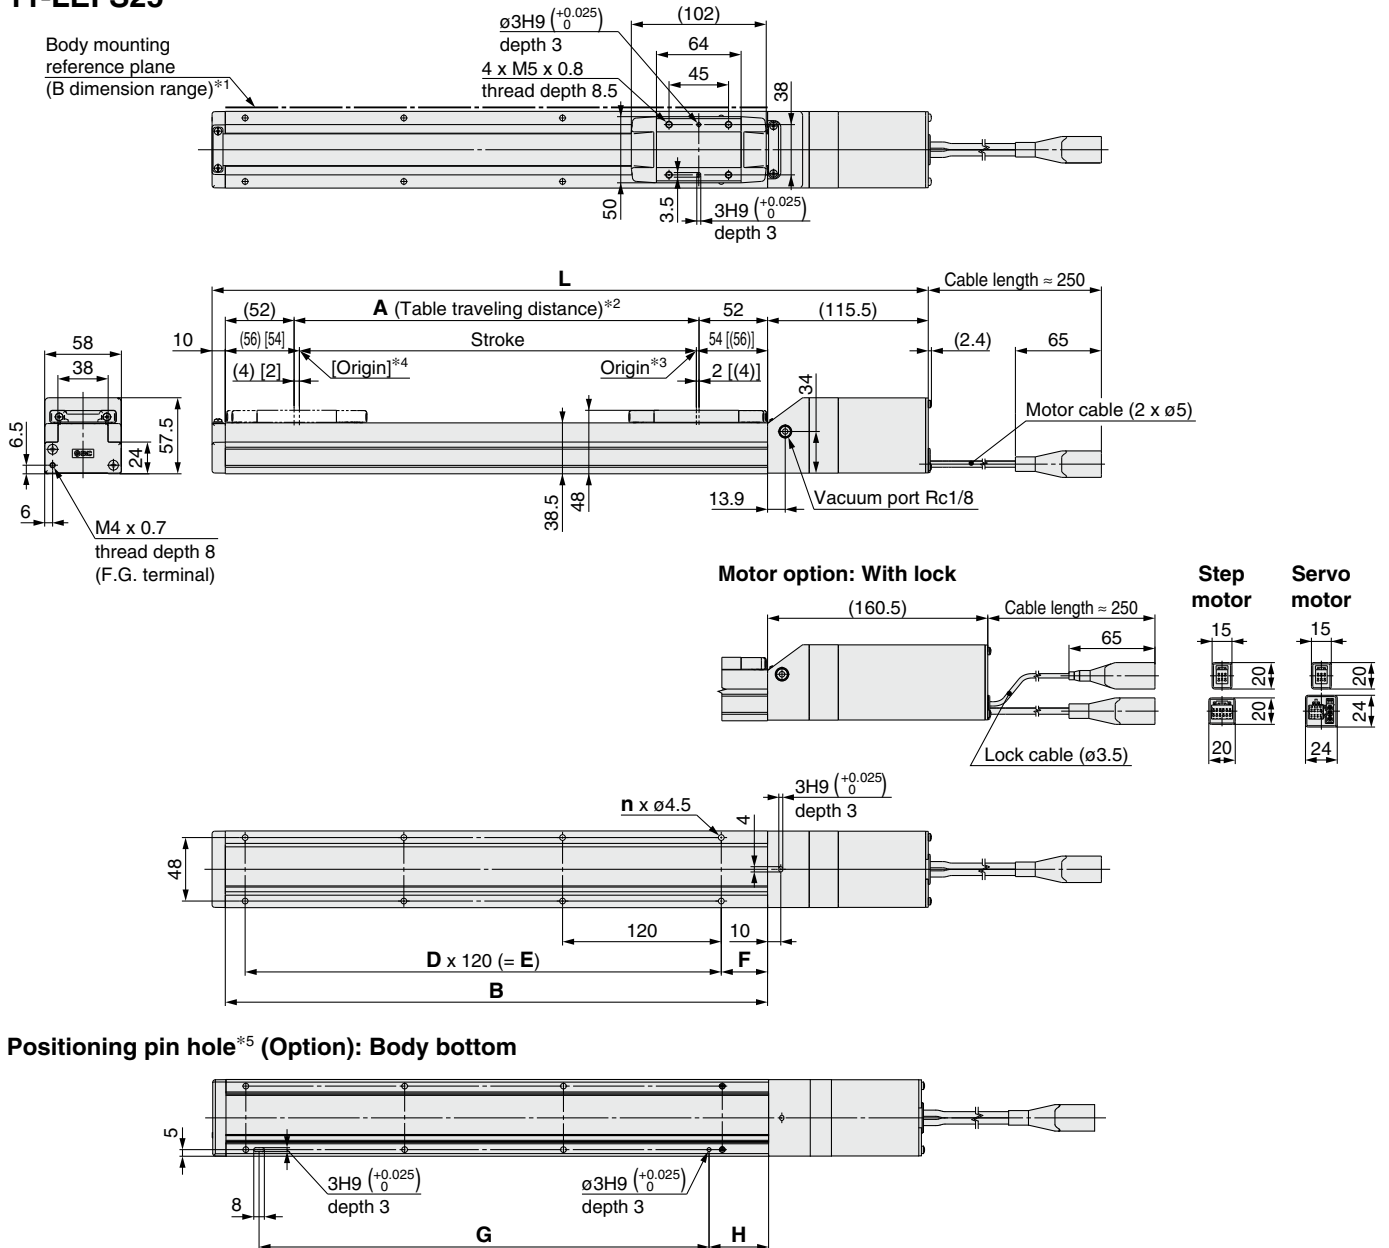 Body mounting
reference plane
(B dimension range)*1
ø3H9 (+0.025 0)
depth 3
4 x M5 x 0.8
thread depth 8.5
(102)
64
45
38
50
3.5
3H9 (+0.025 0)
depth 3
L
Cable length ≈ 250
(52)
A (Table traveling distance)*2
52
(115.5)
10
(56) [54]
Stroke
54 [(56)]
(2.4)
65
(4) [2]
[Origin]*4
Origin*3
2 [(4)]
34
58
38
6.5
24
57.5
6
M4 x 0.7
thread depth 8
(F.G. terminal)
38.5
48
13.9
Vacuum port Rc1/8
Motor cable (2 x ø5)
Motor option: With lock
(160.5)
Cable length ≈ 250
65
Lock cable (ø3.5)
Step
motor
15
20
20
20
Servo
motor
15
20
24
24
n x ø4.5
3H9 (+0.025 0)
depth 3
4
48
120
10
D x 120 (= E)
F
B
Positioning pin hole*5 (Option): Body bottom
5
3H9 (+0.025 0)
depth 3
ø3H9 (+0.025 0)
depth 3
8
G
H